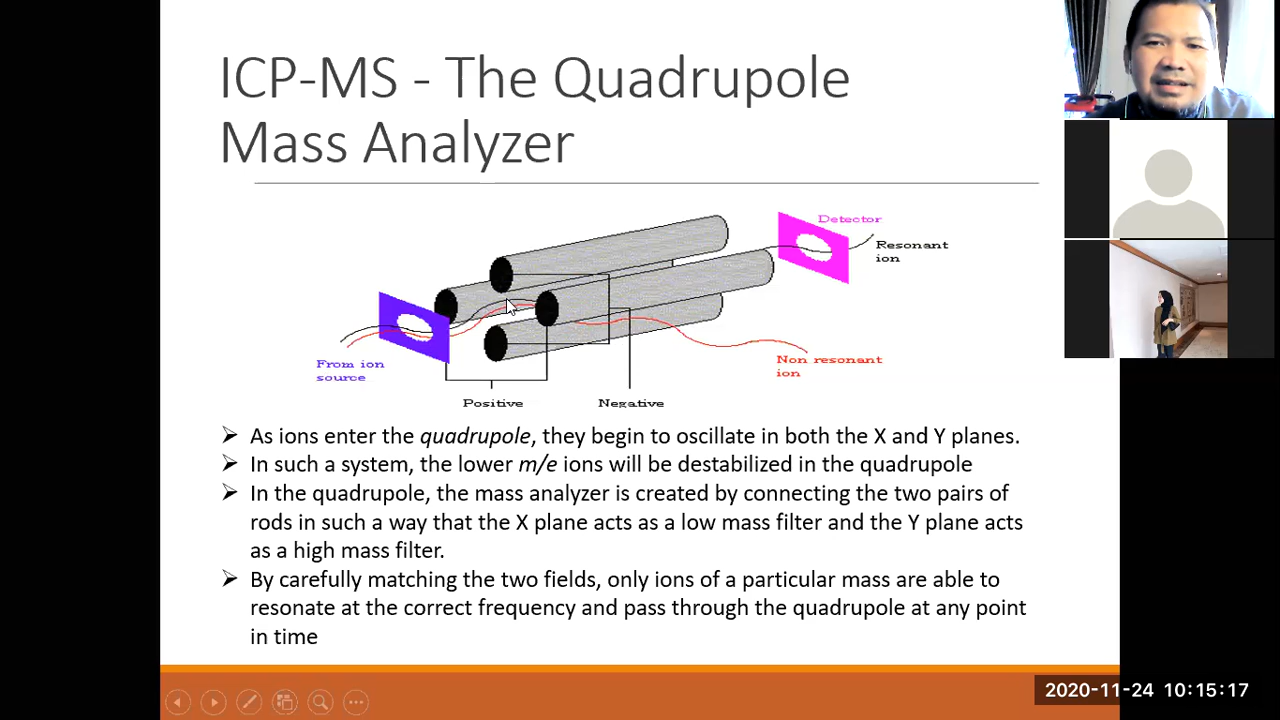 ICP-MS - The Quadrupole
Mass Analyzer
Detector
Resonant
ion
From ion
source
Non resonant
ion
Positive
Negative
➢ As ions enter the quadrupole, they begin to oscillate in both the X and Y planes.
➢ In such a system, the lower m/e ions will be destabilized in the quadrupole
➢ In the quadrupole, the mass analyzer is created by connecting the two pairs of
rods in such a way that the X plane acts as a low mass filter and the Y plane acts
as a high mass filter.
➢ By carefully matching the two fields, only ions of a particular mass are able to
resonate at the correct frequency and pass through the quadrupole at any point
in time
2020-11-24 10:15:17